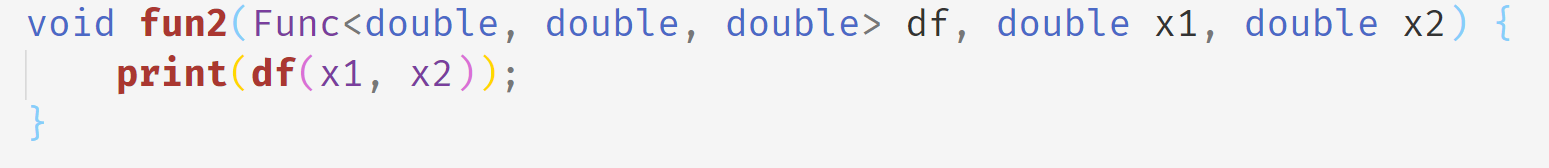 void fun2(Func<double, double, double> df, double x1, double x2) {
    print(df(x1, x2));
}